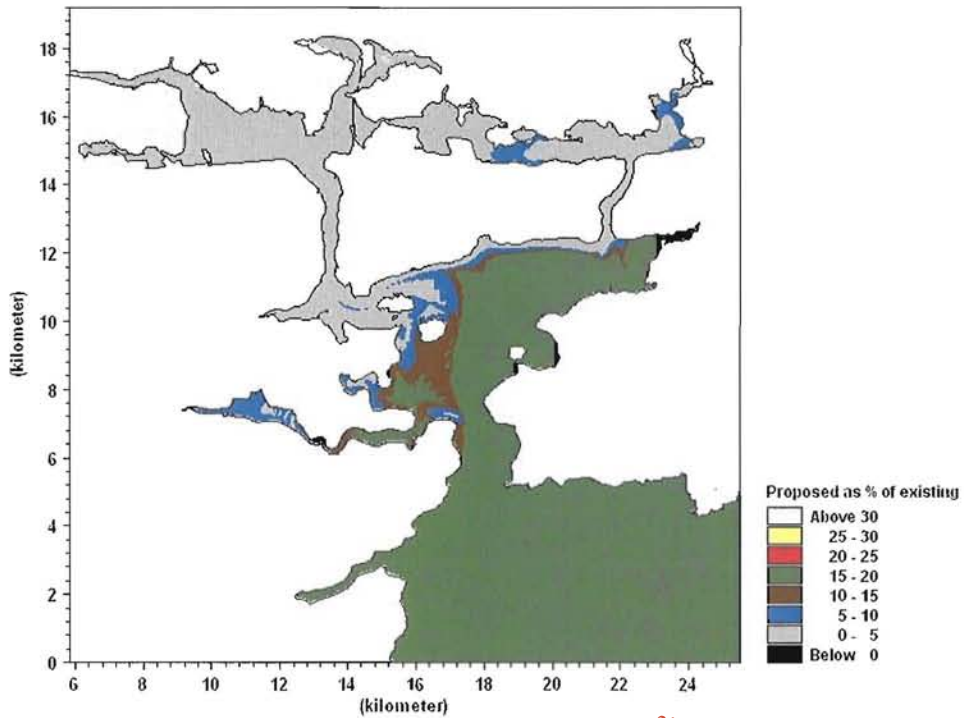 18
16
14
12
10
8
6
4
2
0
(kilometer)
6 8 10 12 14 16 18 20 22 24
(kilometer)
Proposed as % of existing
Above 30
25 - 30
20 - 25
15 - 20
10 - 15
5 - 10
0 - 5
Below 0